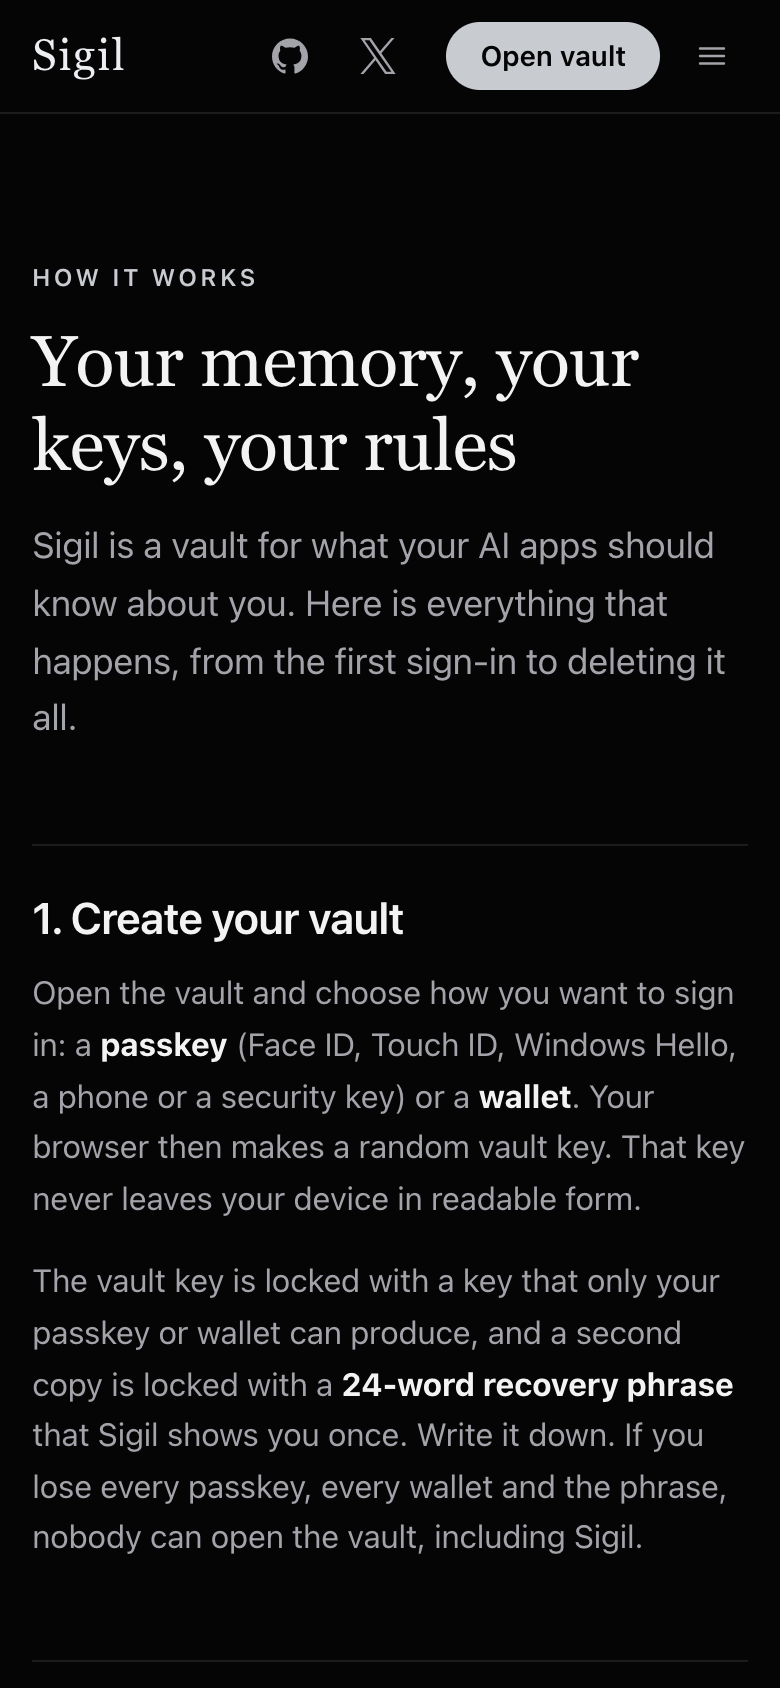 Sigil
Open vault
HOW IT WORKS
Your memory, your
keys, your rules
Sigil is a vault for what your AI apps should
know about you. Here is everything that
happens, from the first sign-in to deleting it
all.
1. Create your vault
Open the vault and choose how you want to sign
in: a passkey (Face ID, Touch ID, Windows Hello,
a phone or a security key) or a wallet. Your
browser then makes a random vault key. That key
never leaves your device in readable form.
The vault key is locked with a key that only your
passkey or wallet can produce, and a second
copy is locked with a 24-word recovery phrase
that Sigil shows you once. Write it down. If you
lose every passkey, every wallet and the phrase,
nobody can open the vault, including Sigil.